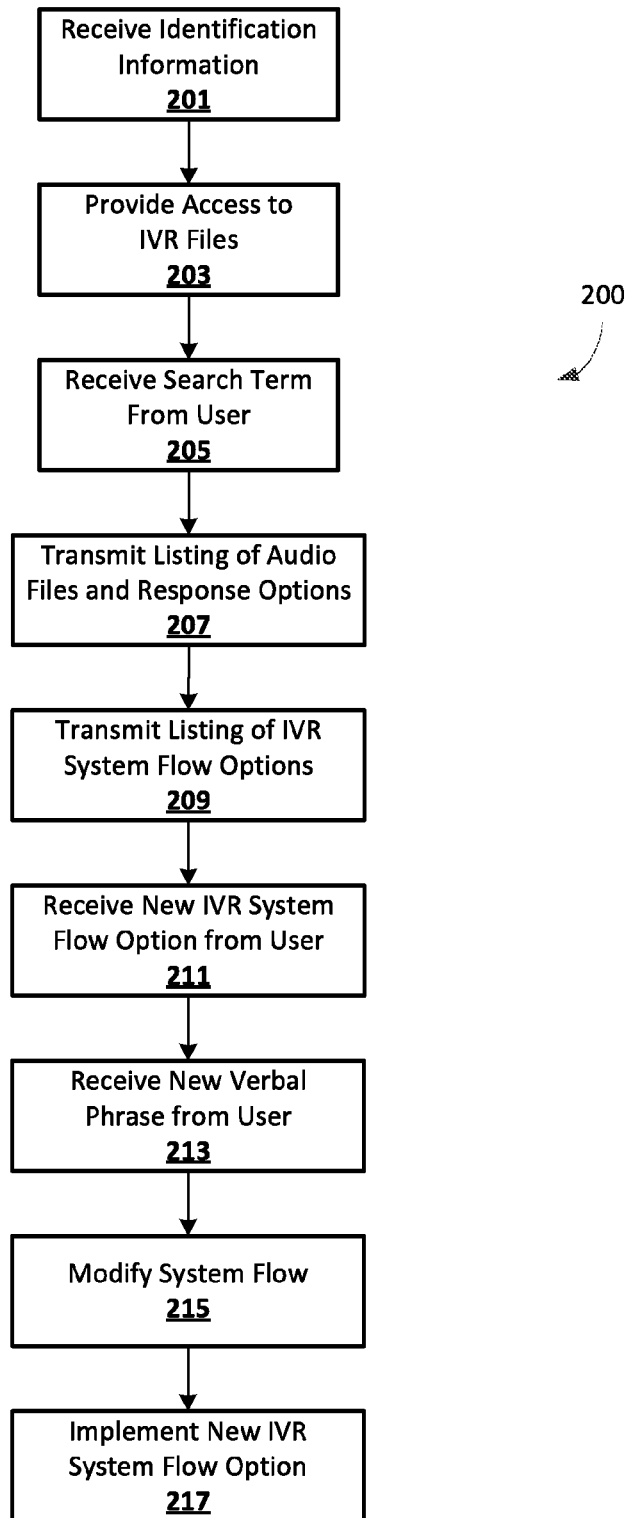 Receive Identification
Information
201
Provide Access to
IVR Files
203
200
Receive Search Term
From User
205
Transmit Listing of Audio
Files and Response Options
207
Transmit Listing of IVR
System Flow Options
209
Receive New IVR System
Flow Option from User
211
Receive New Verbal
Phrase from User
213
Modify System Flow
215
Implement New IVR
System Flow Option
217